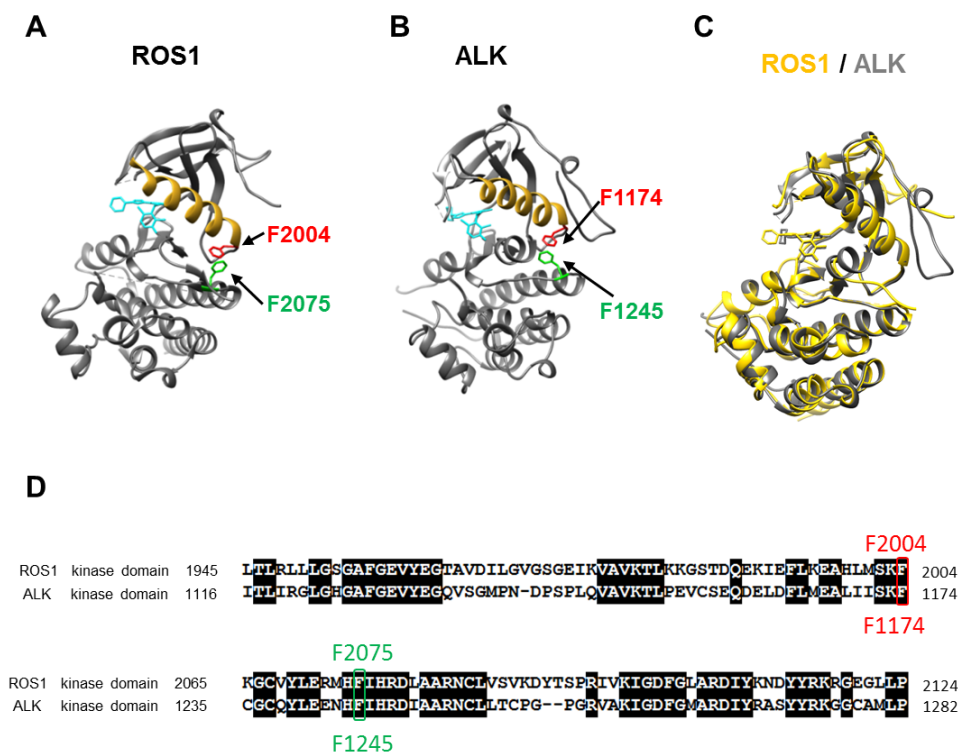 A
ROS1
B
ALK
C
ROS1 / ALK
F2004
F2075
F1174
F1245
D
F2004
ROS1 kinase domain 1945 LTLRLLLGSGAFGEVYEGTAVDILGVGSGEIKVAVKTLKKGSTDQEKIEFLKEAHLMSKF 2004
ALK kinase domain 1116 ITLIRGLGHGAFGEVYEGQVSGMPN-DPSPLQVAVKTLPEVCSEQDELDFLMEALIISKF 1174
F1174
F2075
ROS1 kinase domain 2065 KGCVYLERMHFIHRDLAARNCLVSVKDYTSPRIVKIGDFGLARDIYKNDYYRKRGEGLLP 2124
ALK kinase domain 1235 CGCQYLEENHFIHRDIAARNCLLTCPG--PGRVAKIGDFGMARDIYRASYYRKGGCAMLP 1282
F1245